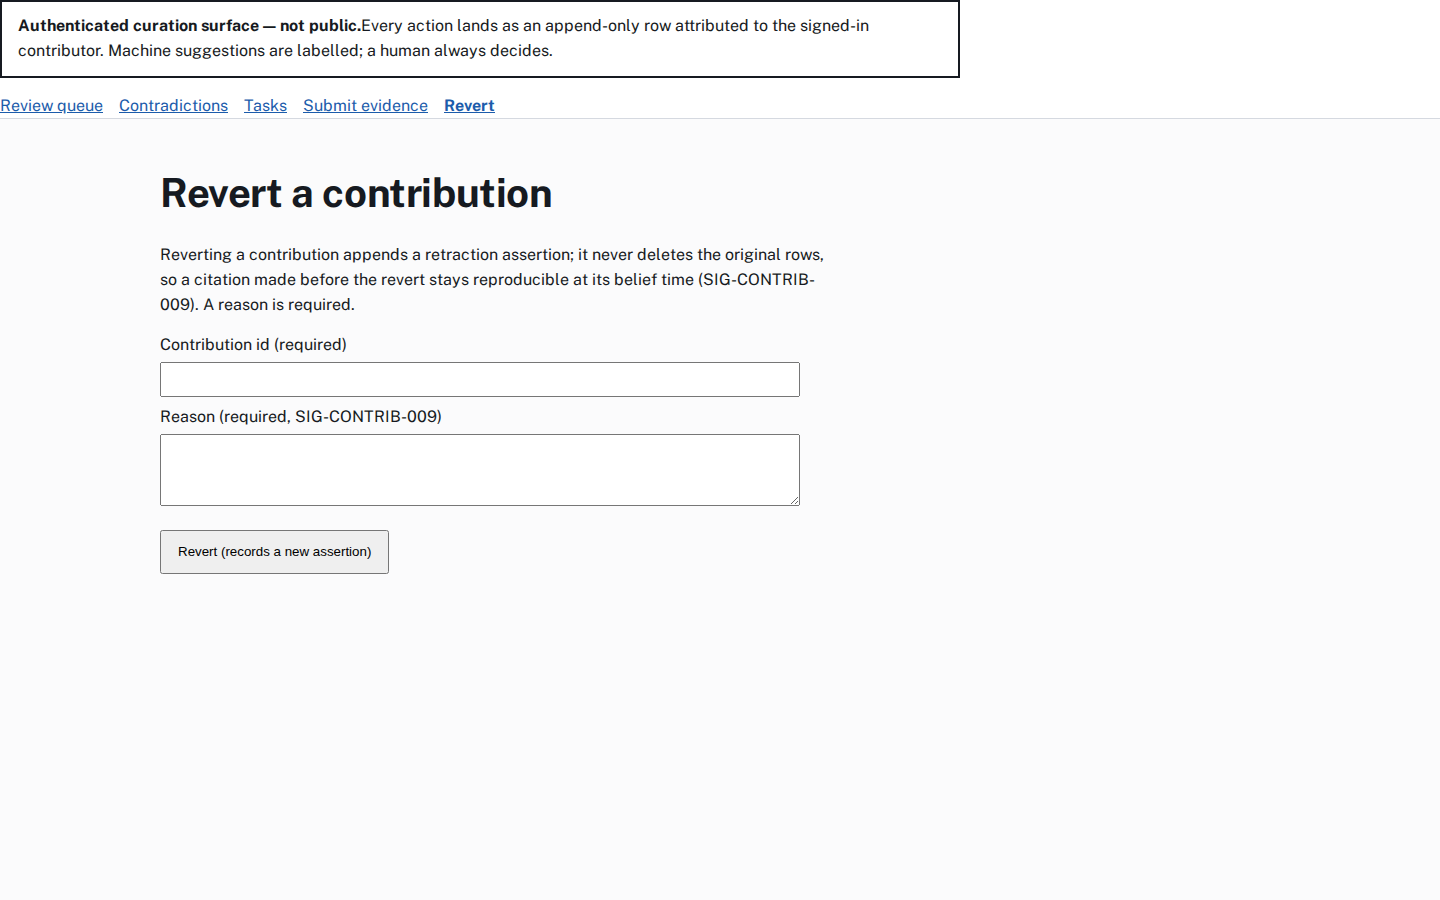 Authenticated curation surface — not public.Every action lands as an append-only row attributed to the signed-in
contributor. Machine suggestions are labelled; a human always decides.
Review queue Contradictions Tasks Submit evidence Revert
Revert a contribution
Reverting a contribution appends a retraction assertion; it never deletes the original rows,
so a citation made before the revert stays reproducible at its belief time (SIG-CONTRIB-
009). A reason is required.
Contribution id (required)
Reason (required, SIG-CONTRIB-009)
Revert (records a new assertion)